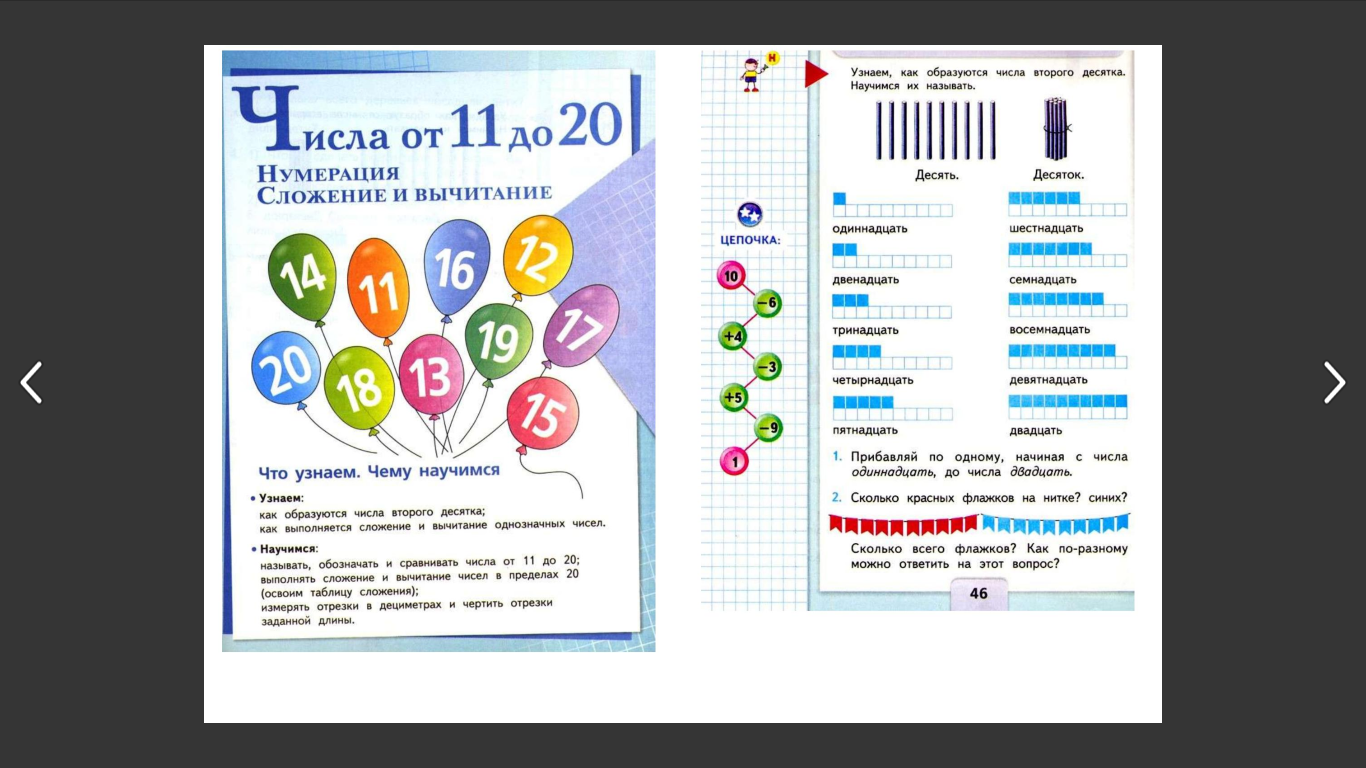 Числа от 11 до 20
Нумерация
Сложение и вычитание
14
11
16
12
20
18
13
19
17
15
Что узнаем. Чему научимся
• Узнаем:
как образуются числа второго десятка;
как выполняется сложение и вычитание однозначных чисел.
• Научимся:
называть, обозначать и сравнивать числа от 11 до 20;
выполнять сложение и вычитание чисел в пределах 20
(освоим таблицу сложения);
измерять отрезки в дециметрах и чертить отрезки
заданной длины.
Н
Узнаем, как образуются числа второго десятка.
Научимся их называть.
Десять. Десяток.
ЦЕПОЧКА:
10
−6
+4
−3
+5
−9
1
одиннадцать шестнадцать
двенадцать семнадцать
тринадцать восемнадцать
четырнадцать девятнадцать
пятнадцать двадцать
1. Прибавляй по одному, начиная с числа
одиннадцать, до числа двадцать.
2. Сколько красных флажков на нитке? синих?
Сколько всего флажков? Как по-разному
можно ответить на этот вопрос?
46